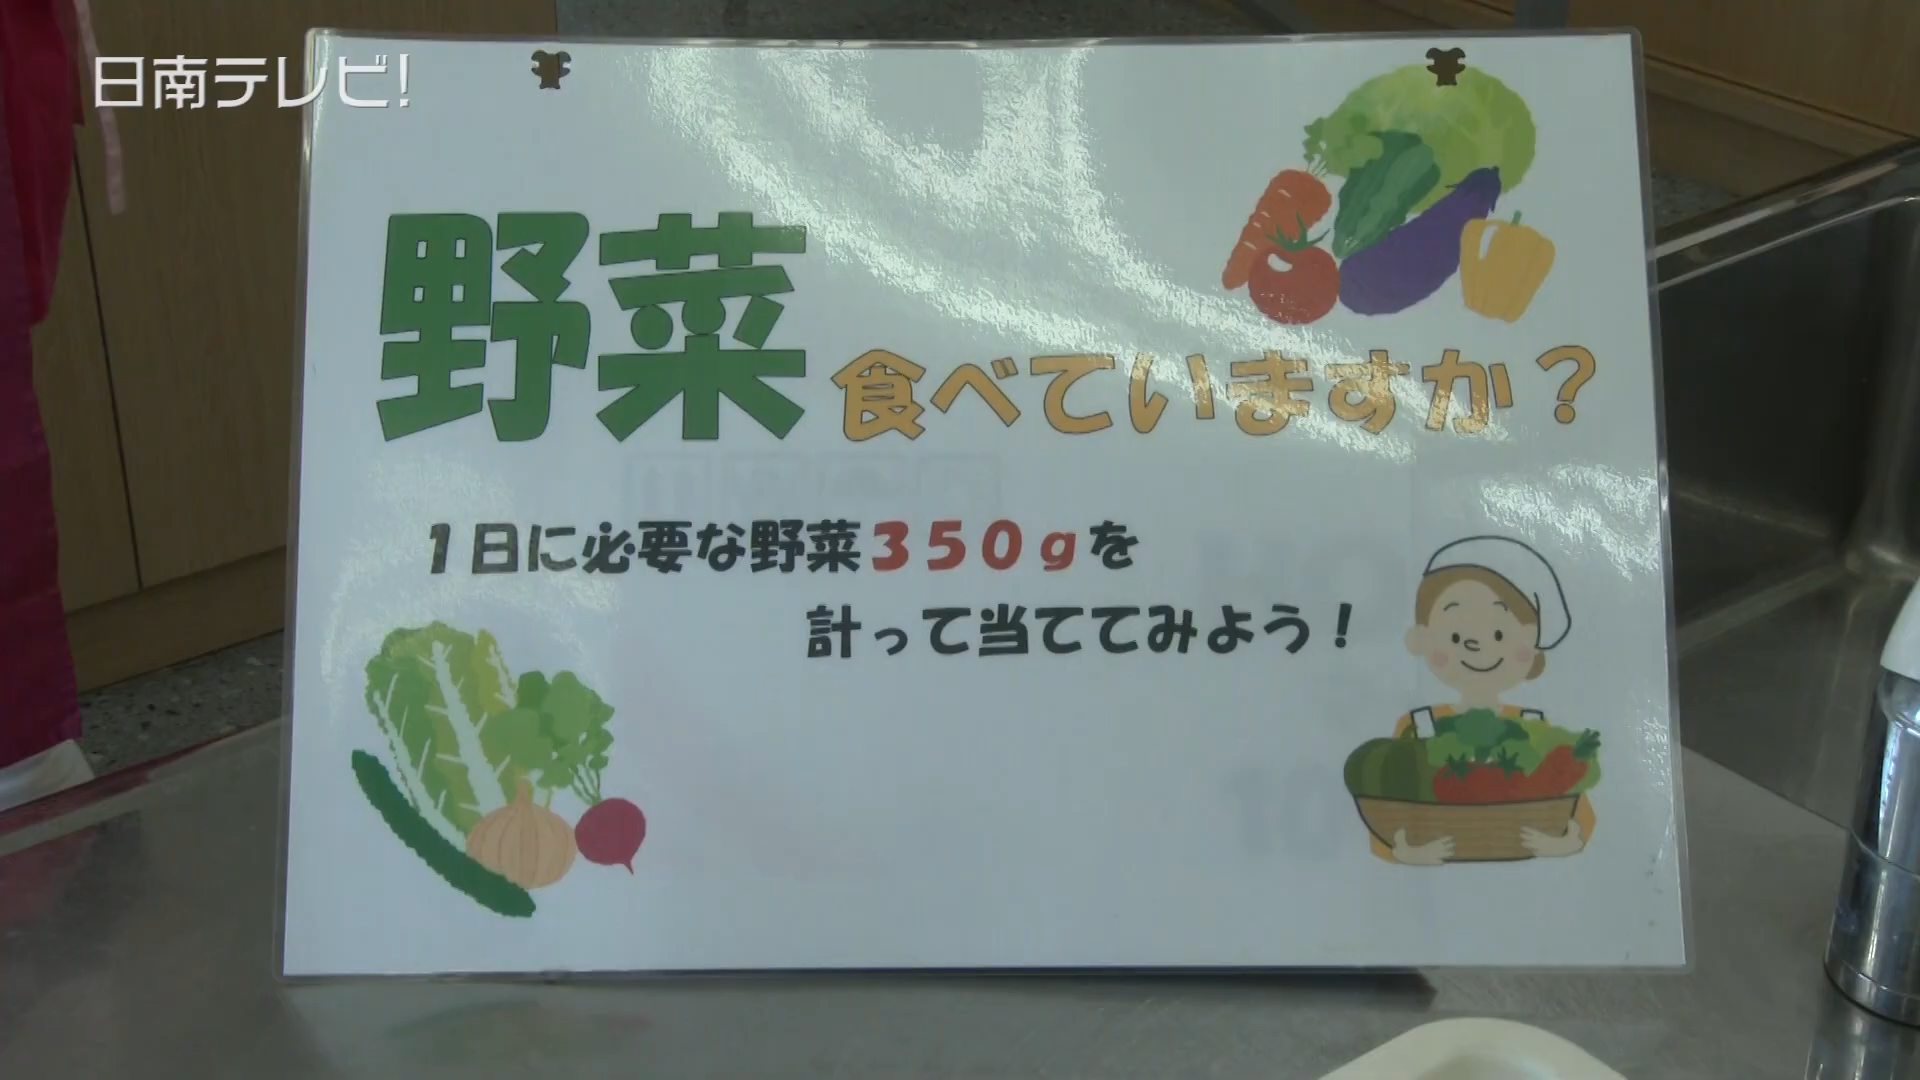 日南テレビ!
野菜食べていますか？
１日に必要な野菜３５０ｇを
計って当ててみよう！